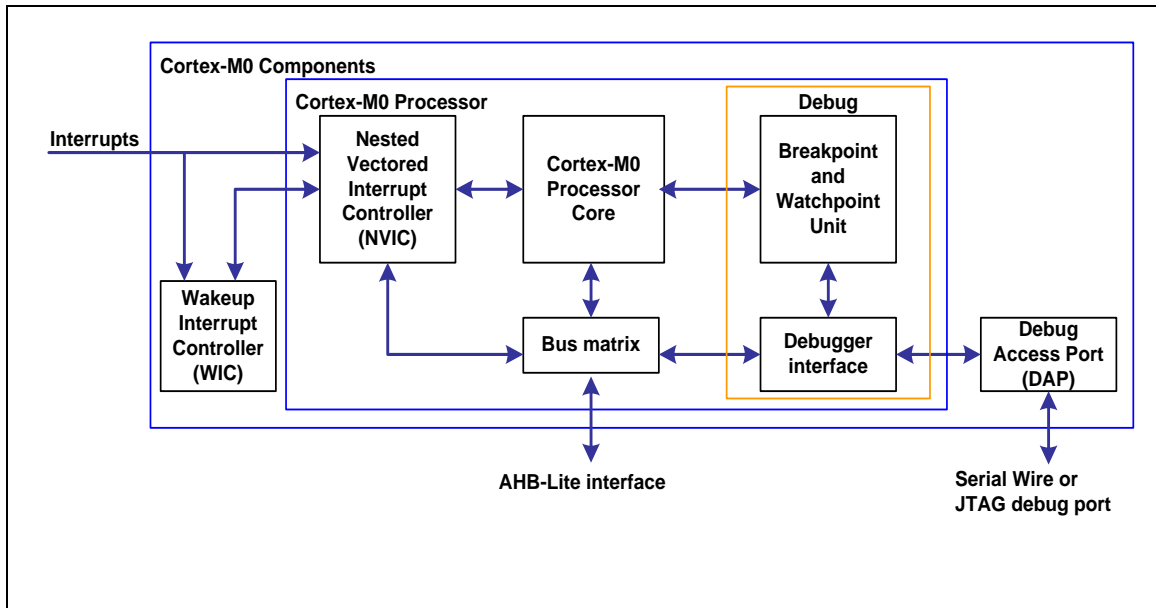 Cortex-M0 Components
Cortex-M0 Processor
Debug
Interrupts
Nested
Vectored
Interrupt
Controller
(NVIC)
Cortex-M0
Processor
Core
Breakpoint
and
Watchpoint
Unit
Wakeup
Interrupt
Controller
(WIC)
Bus matrix
Debugger
interface
Debug
Access Port
(DAP)
AHB-Lite interface
Serial Wire or
JTAG debug port